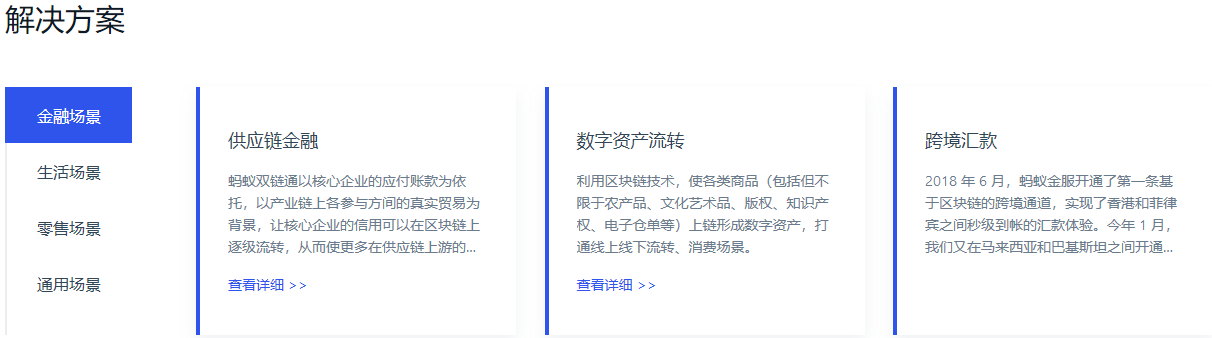 解决方案
金融场景
生活场景
零售场景
通用场景
供应链金融
蚂蚁双链通以核心企业的应付账款为依
托，以产业链上各参与方间的真实贸易为
背景，让核心企业的信用可以在区块链上
逐级流转，从而使更多在供应链上游的...
查看详细 >>
数字资产流转
利用区块链技术，使各类商品（包括但不
限于农产品、文化艺术品、版权、知识产
权、电子仓单等）上链形成数字资产，打
通线上线下流转、消费场景。
查看详细 >>
跨境汇款
2018 年 6 月，蚂蚁金服开通了第一条基
于区块链的跨境通道，实现了香港和菲律
宾之间秒级到帐的汇款体验。今年 1 月，
我们又在马来西亚和巴基斯坦之间开通...